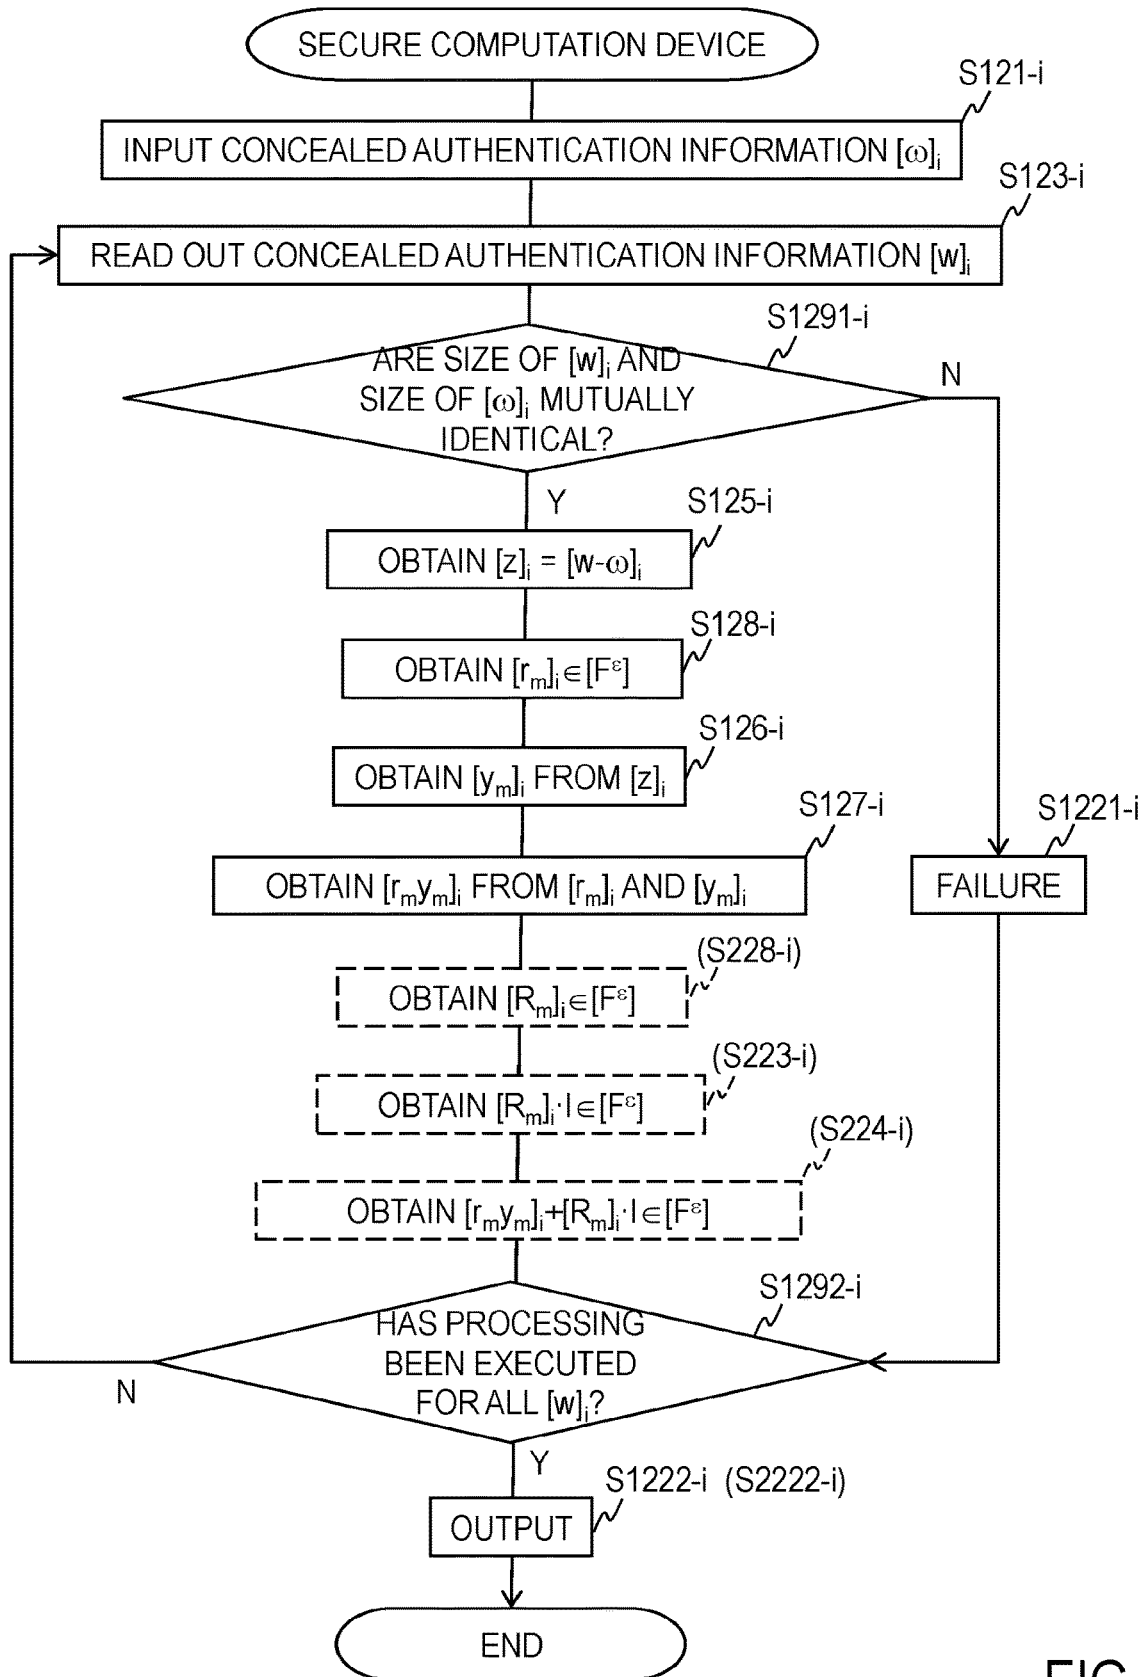 SECURE COMPUTATION DEVICE
S121-i
INPUT CONCEALED AUTHENTICATION INFORMATION [ω]i
S123-i
READ OUT CONCEALED AUTHENTICATION INFORMATION [w]i
S1291-i
ARE SIZE OF [w]i AND
SIZE OF [ω]i MUTUALLY
IDENTICAL?
N
Y
S125-i
OBTAIN [z]i = [w-ω]i
S128-i
OBTAIN [rm]i∈[Fε]
S126-i
OBTAIN [ym]i FROM [z]i
S127-i
OBTAIN [rmym]i FROM [rm]i AND [ym]i
S1221-i
FAILURE
(S228-i)
OBTAIN [Rm]i∈[Fε]
(S223-i)
OBTAIN [Rm]i·I∈[Fε]
(S224-i)
OBTAIN [rmym]i+[Rm]i·I∈[Fε]
S1292-i
HAS PROCESSING
BEEN EXECUTED
FOR ALL [w]i?
N
Y
S1222-i (S2222-i)
OUTPUT
END
FIG